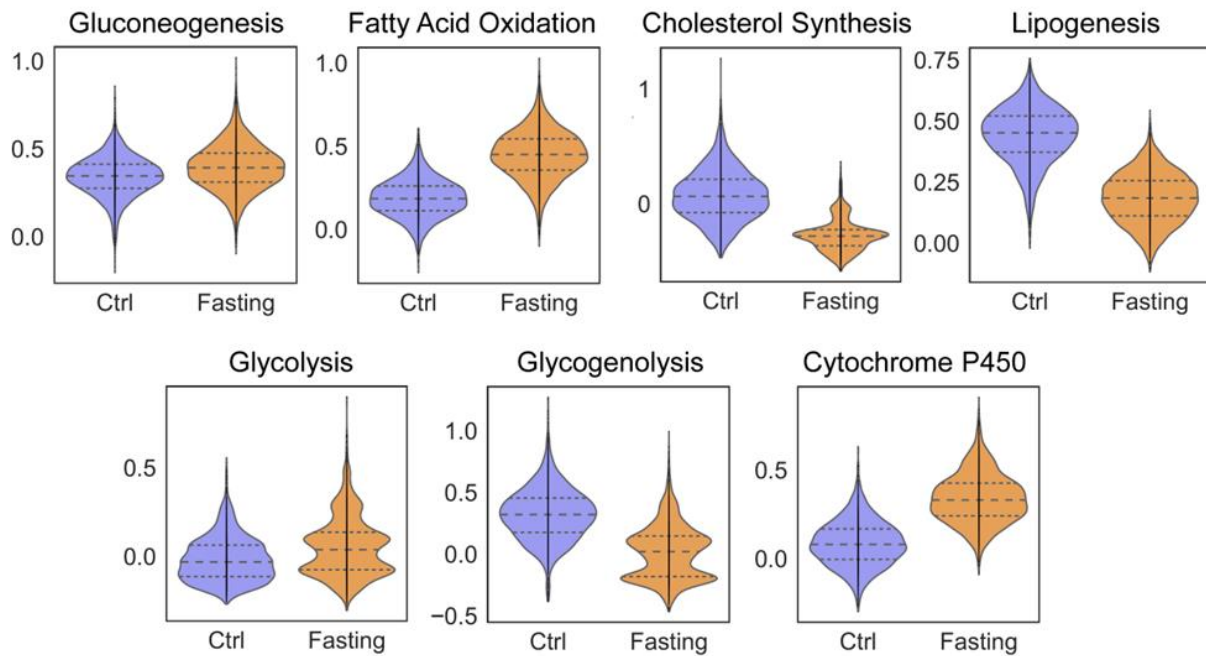 Gluconeogenesis
Fatty Acid Oxidation
Cholesterol Synthesis
Lipogenesis
1.0
0.5
0.0
Ctrl Fasting
1.0
0.5
0.0
Ctrl Fasting
1
0
Ctrl Fasting
0.75
0.50
0.25
0.00
Ctrl Fasting
Glycolysis
Glycogenolysis
Cytochrome P450
0.5
0.0
Ctrl Fasting
1.0
0.5
0.0
−0.5
Ctrl Fasting
0.5
0.0
Ctrl Fasting